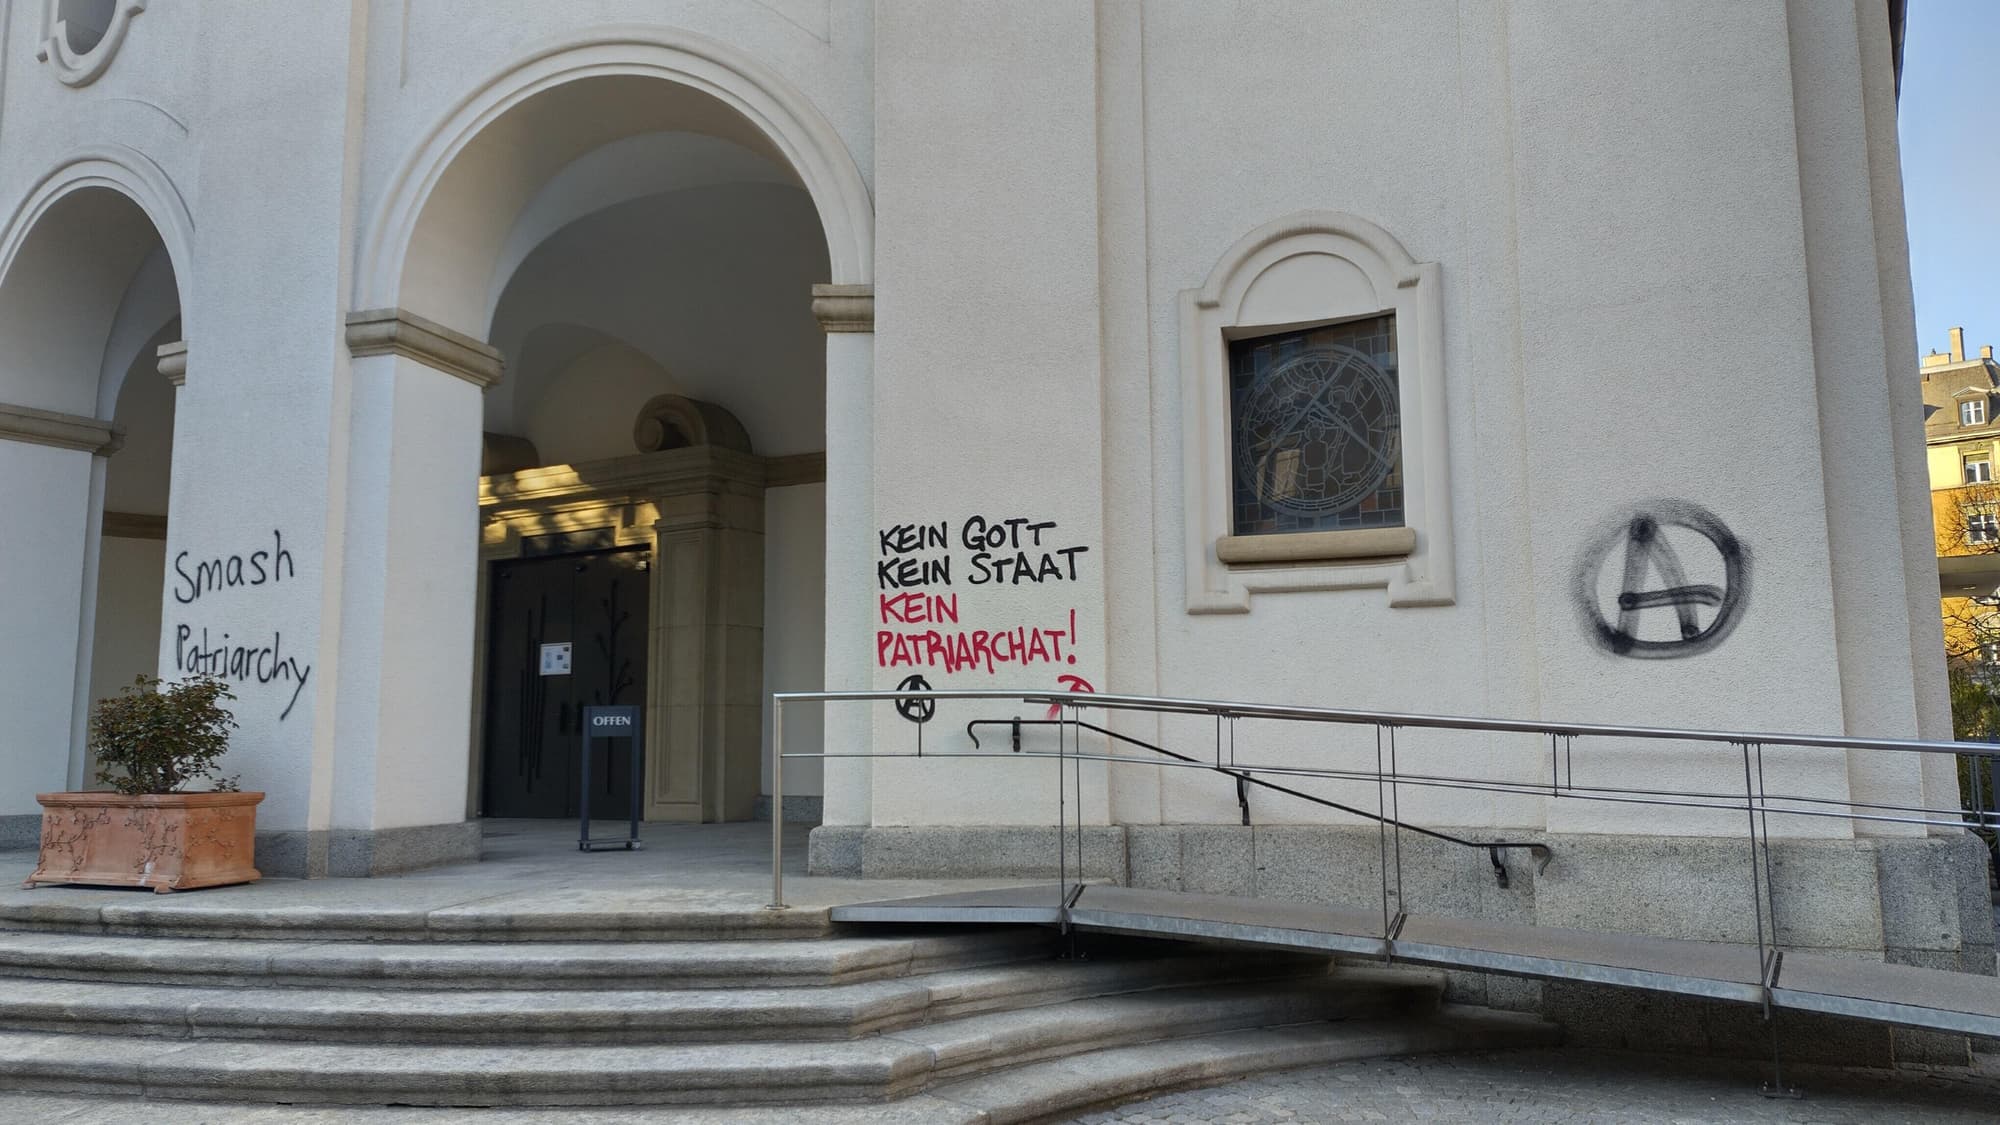 Smash
Patriarchy
OFFEN
KEIN GOTT
KEIN STAAT
KEIN
PATRIARCHAT!